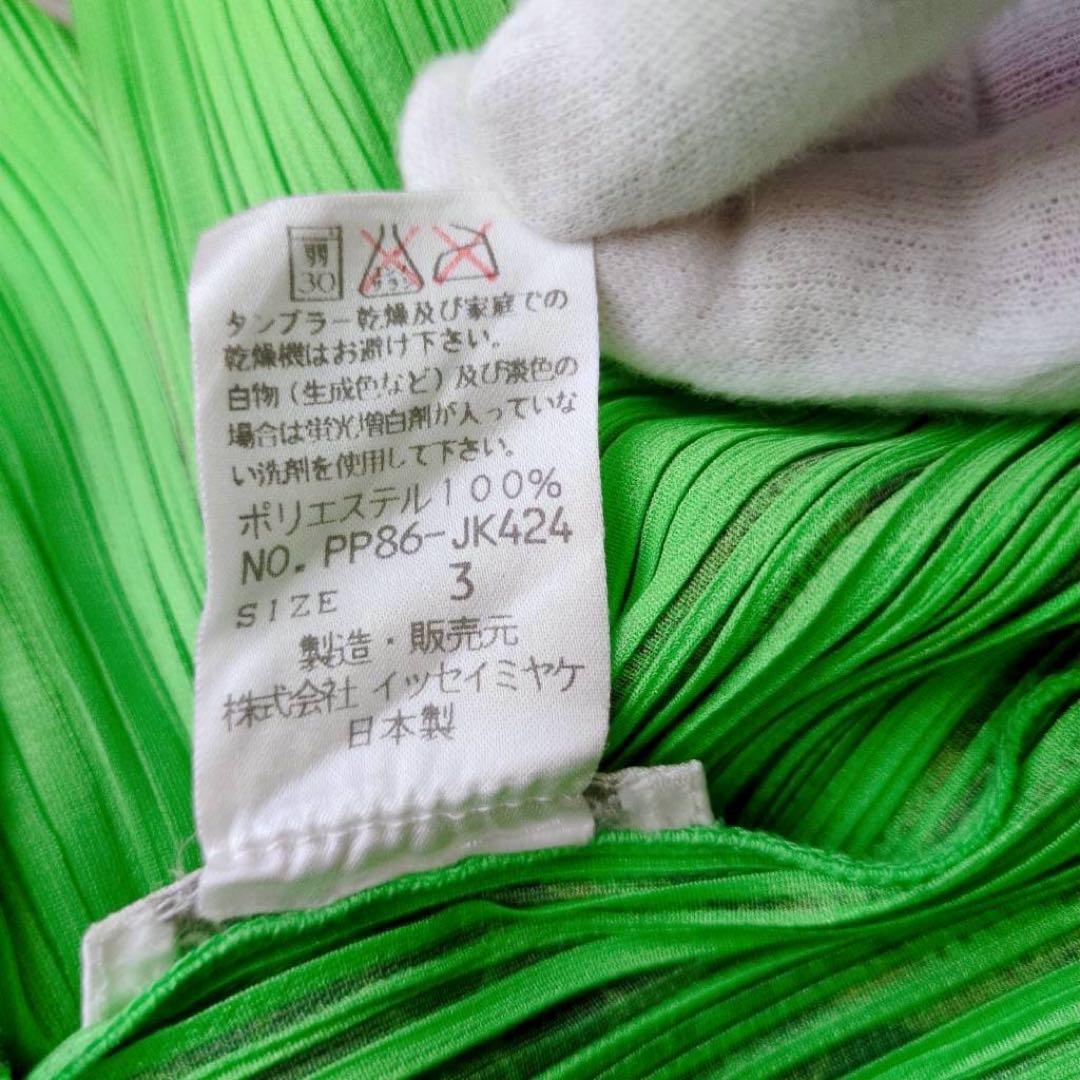 弱
30
サラシ
タンブラー乾燥及び家庭での
乾燥機はお避け下さい。
白物(生成色など)及び淡色の
場合は蛍光増白剤が入っていな
い洗剤を使用して下さい。
ポリエステル100%
NO. PP86-JK424
SIZE 3
製造・販売元
株式会社 イッセイミヤケ
日本製